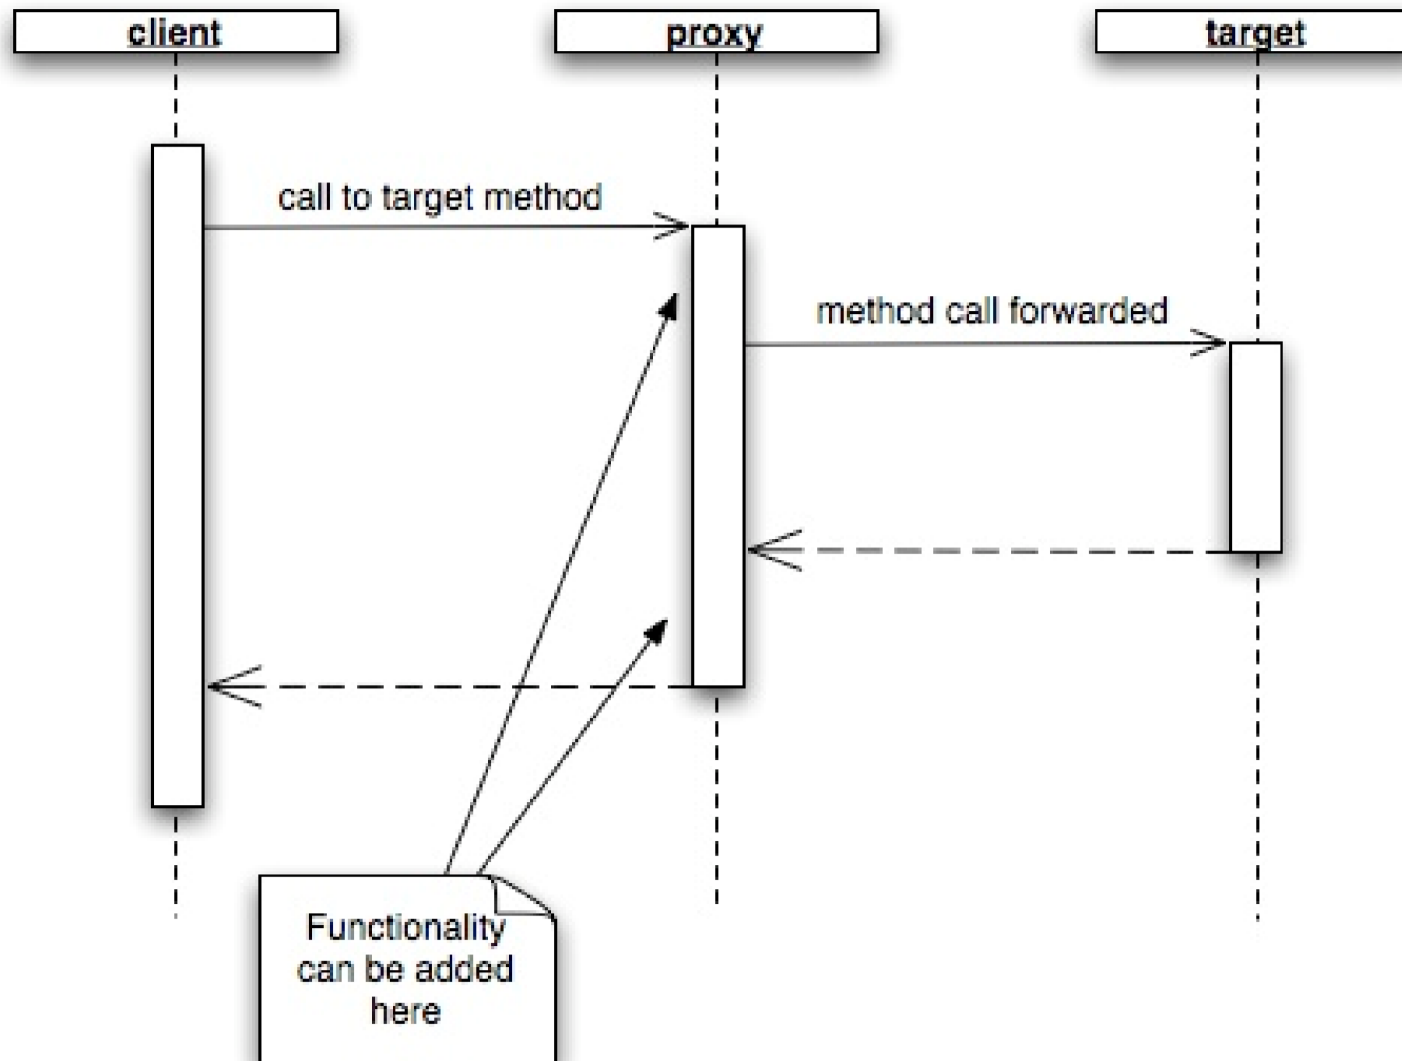 client
proxy
target
call to target method
method call forwarded
Functionality
can be added
here